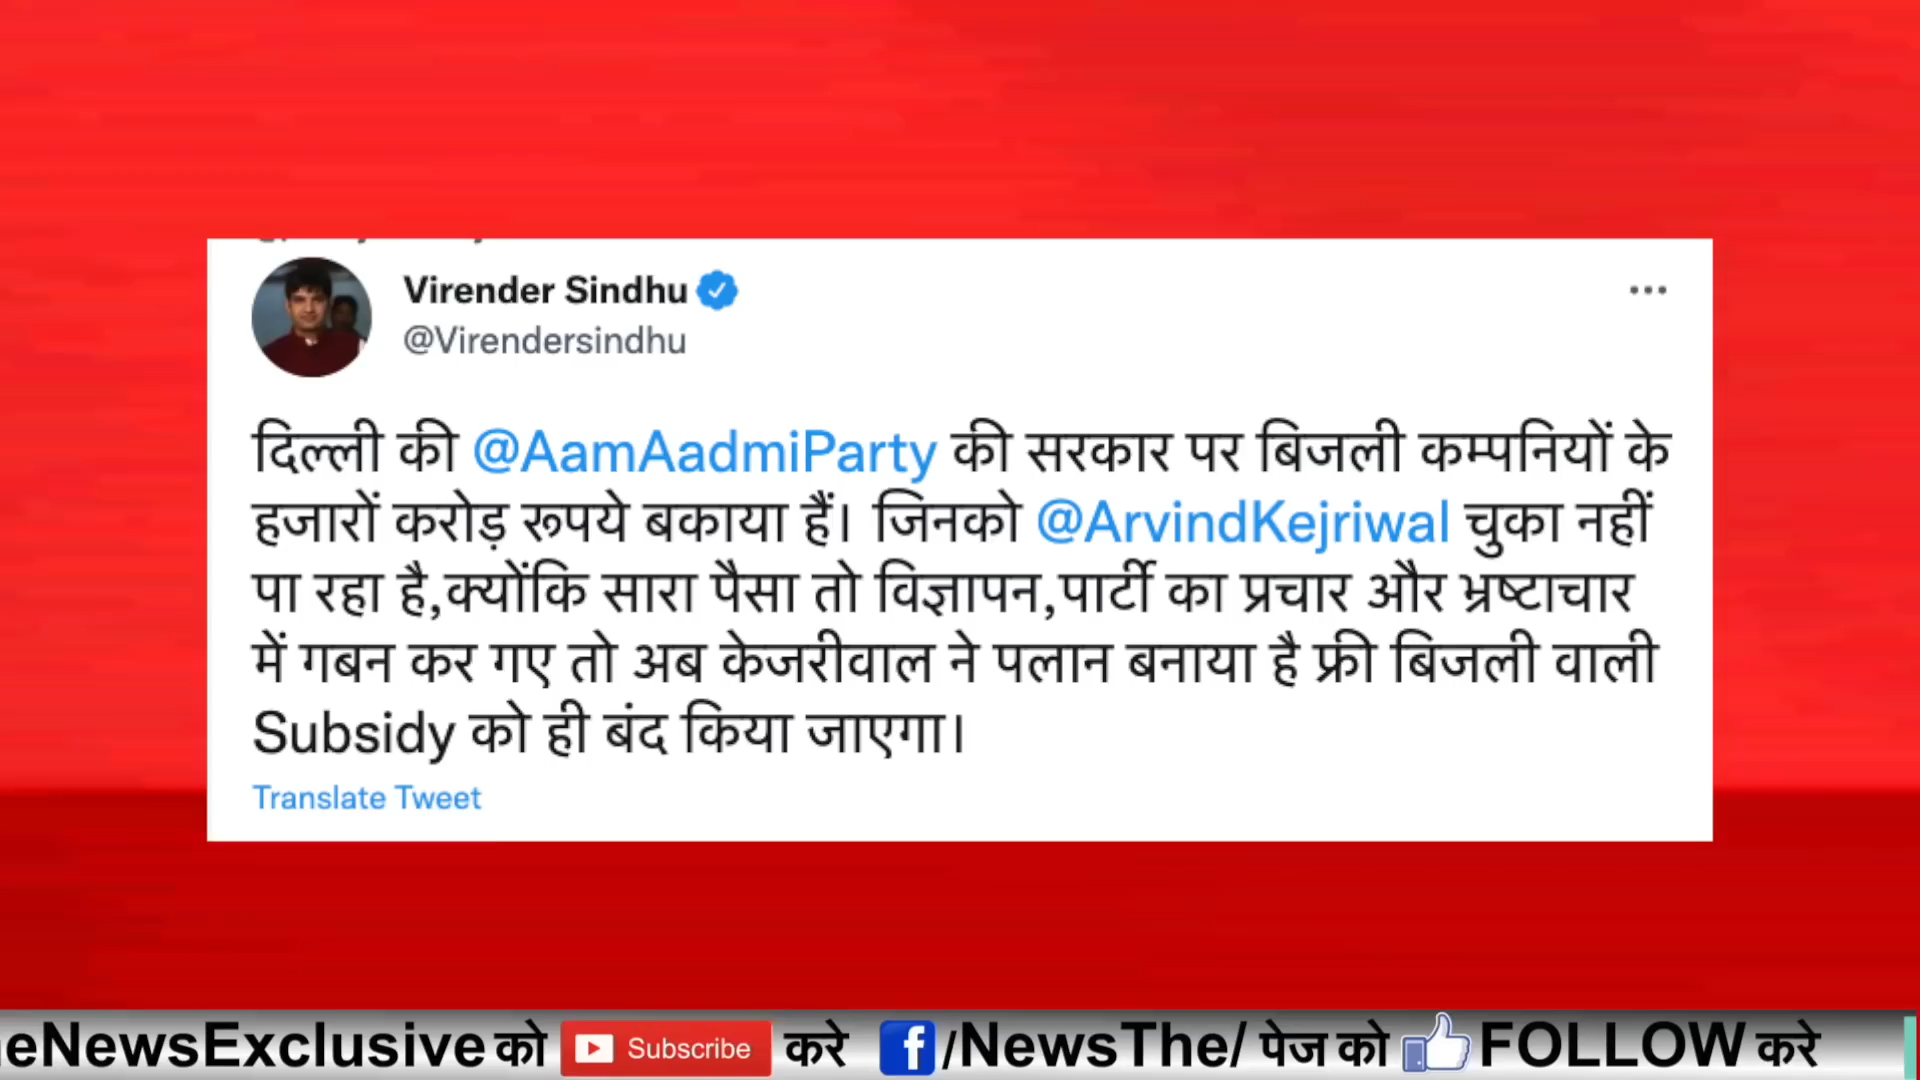 Virender Sindhu
@Virendersindhu
दिल्ली की @AamAadmiParty की सरकार पर बिजली कम्पनियों के
हजारों करोड़ रूपये बकाया हैं। जिनको @ArvindKejriwal चुका नहीं
पा रहा है,क्योंकि सारा पैसा तो विज्ञापन,पार्टी का प्रचार और भ्रष्टाचार
में गबन कर गए तो अब केजरीवाल ने पलान बनाया है फ्री बिजली वाली
Subsidy को ही बंद किया जाएगा।
Translate Tweet
eNewsExclusive को Subscribe करे f/NewsThe/ पेज को FOLLOW करे